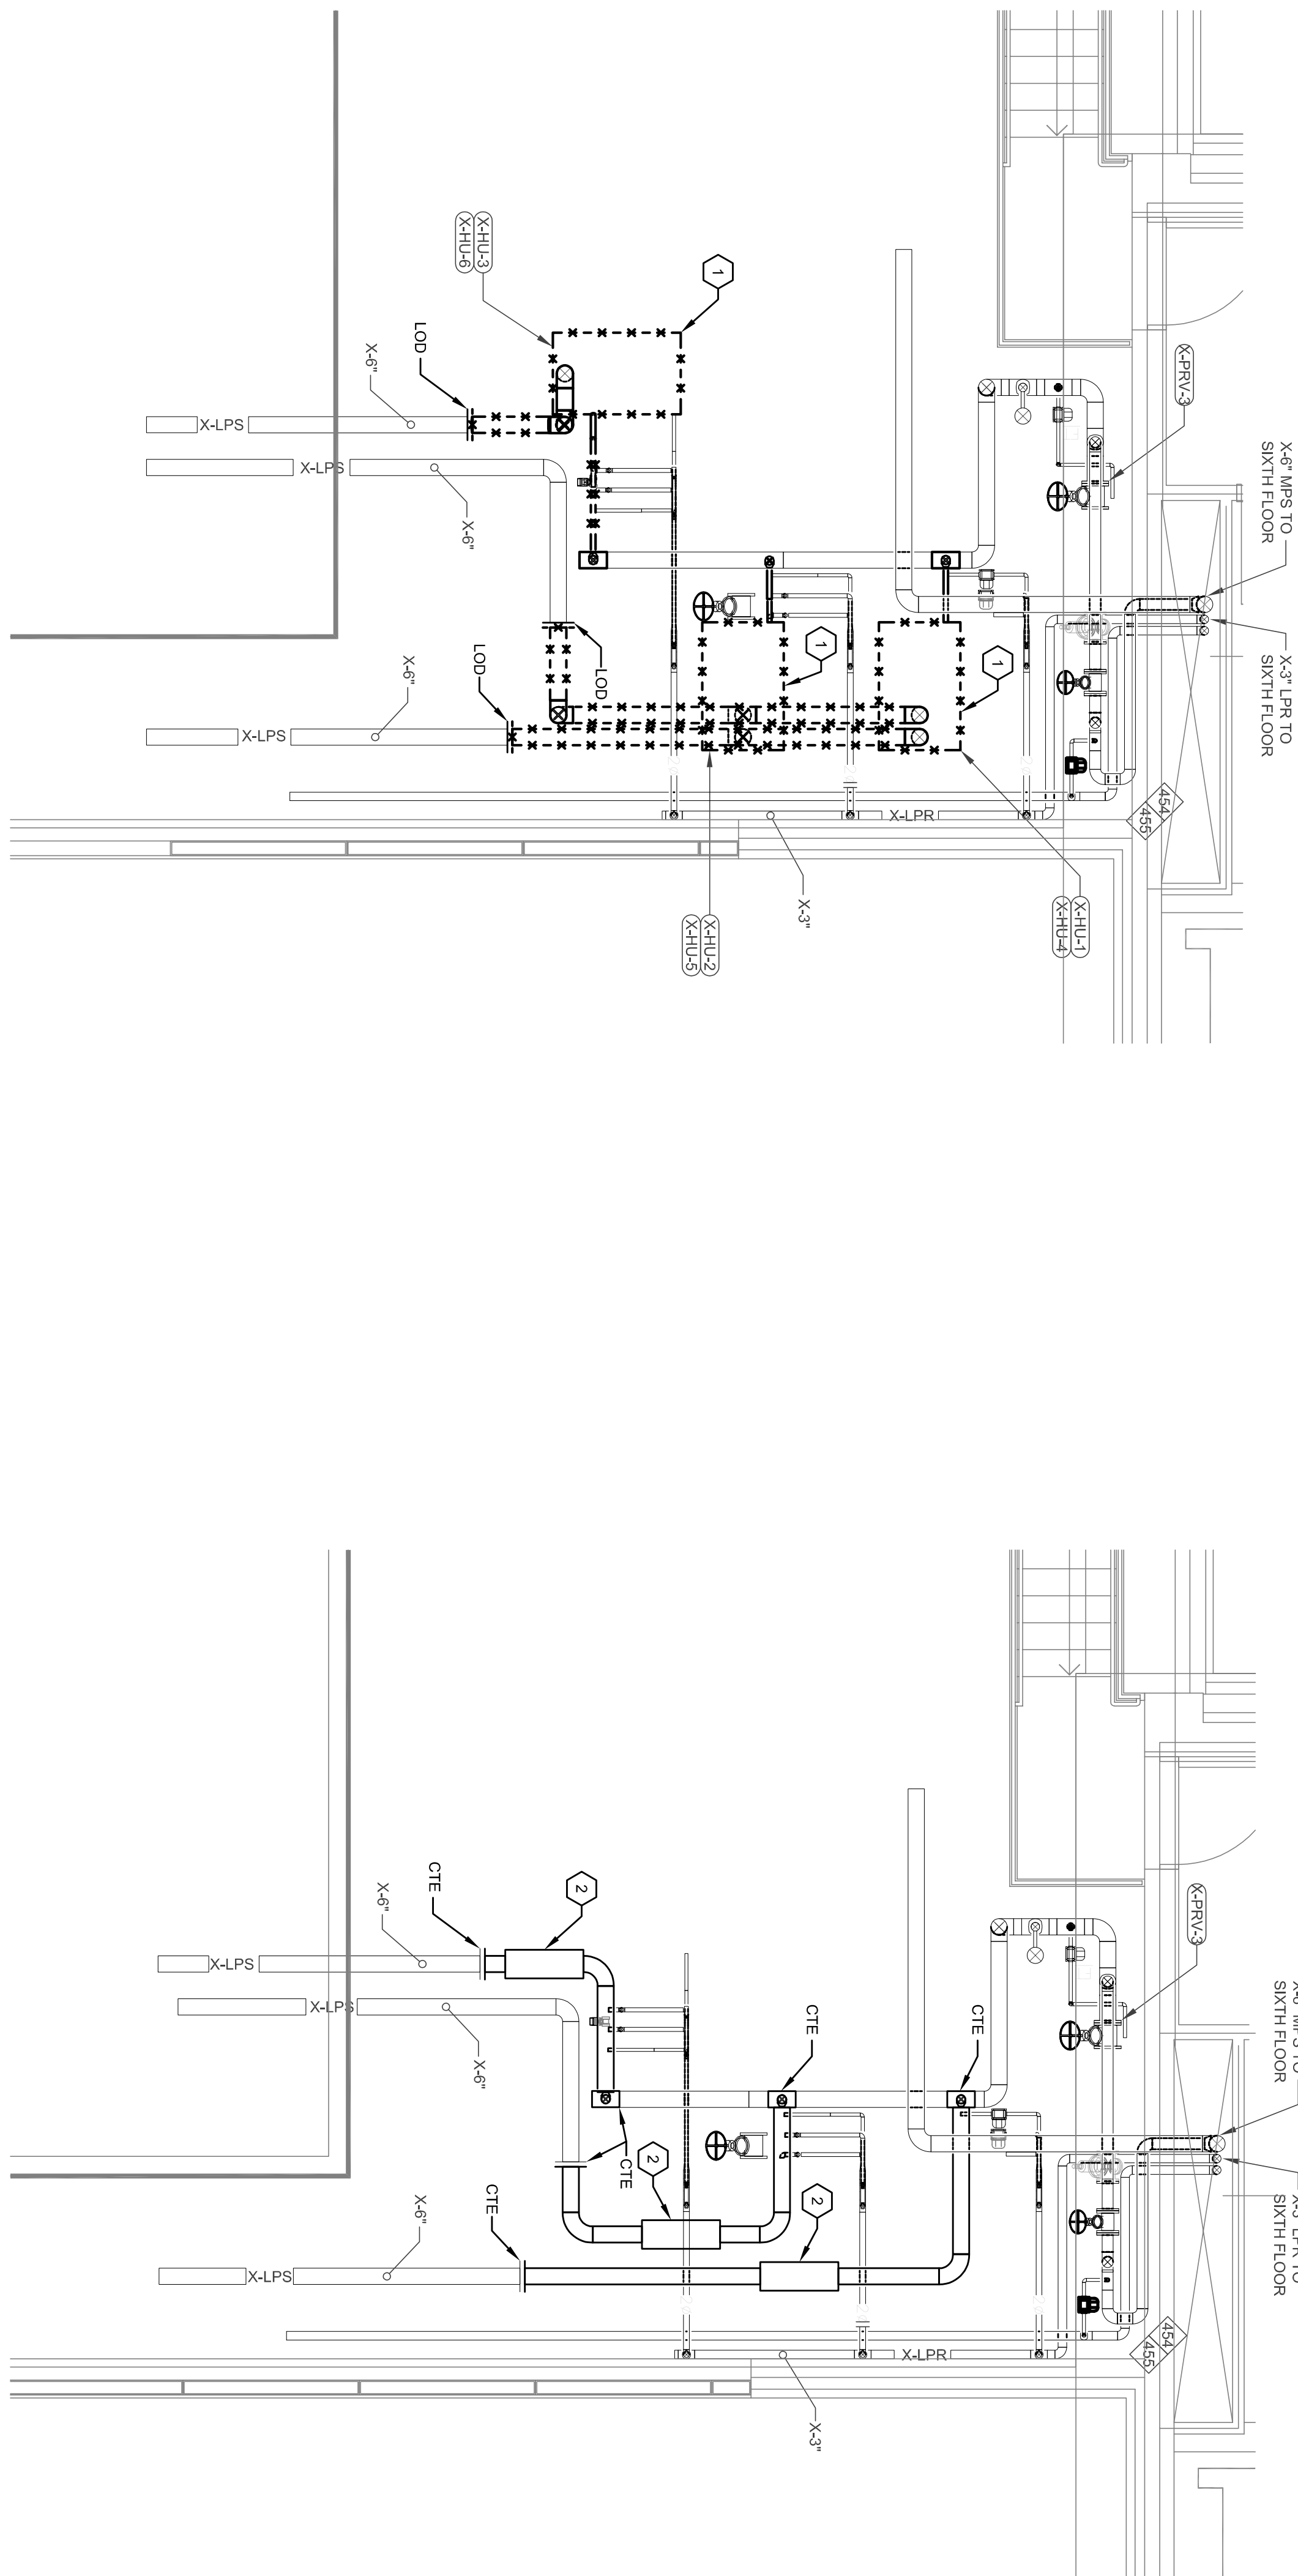 X-6" MPS TO
SIXTH FLOOR
X-3" LPR TO
SIXTH FLOOR
X-PRV-3
454
455
X-HU-1
X-HU-4
1
X-LPR
1
X-3"
X-HU-2
X-HU-5
1
X-HU-3
X-HU-6
LOD
LOD
LOD
X-6"
X-6"
X-6"
X-LPS
X-LPS
X-LPS
SIXTH FLOOR
SIXTH FLOOR
X-PRV-3
454
455
CTE
X-LPR
CTE
2
X-3"
CTE
2
2
CTE
CTE
X-6"
X-6"
X-6"
X-LPS
X-LPS
X-LPS